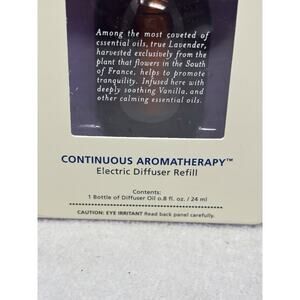 Among the most coveted of
essential oils, true Lavender,
harvested exclusively from the
plant that flowers in the South
of France, helps to promote
tranquility. Infused here with
deeply soothing Vanilla, and
other calming essential oils.
CONTINUOUS AROMATHERAPY™
Electric Diffuser Refill
Contents:
1 Bottle of Diffuser Oil 0.8 fl. oz. / 24 ml
CAUTION: EYE IRRITANT Read back panel carefully.